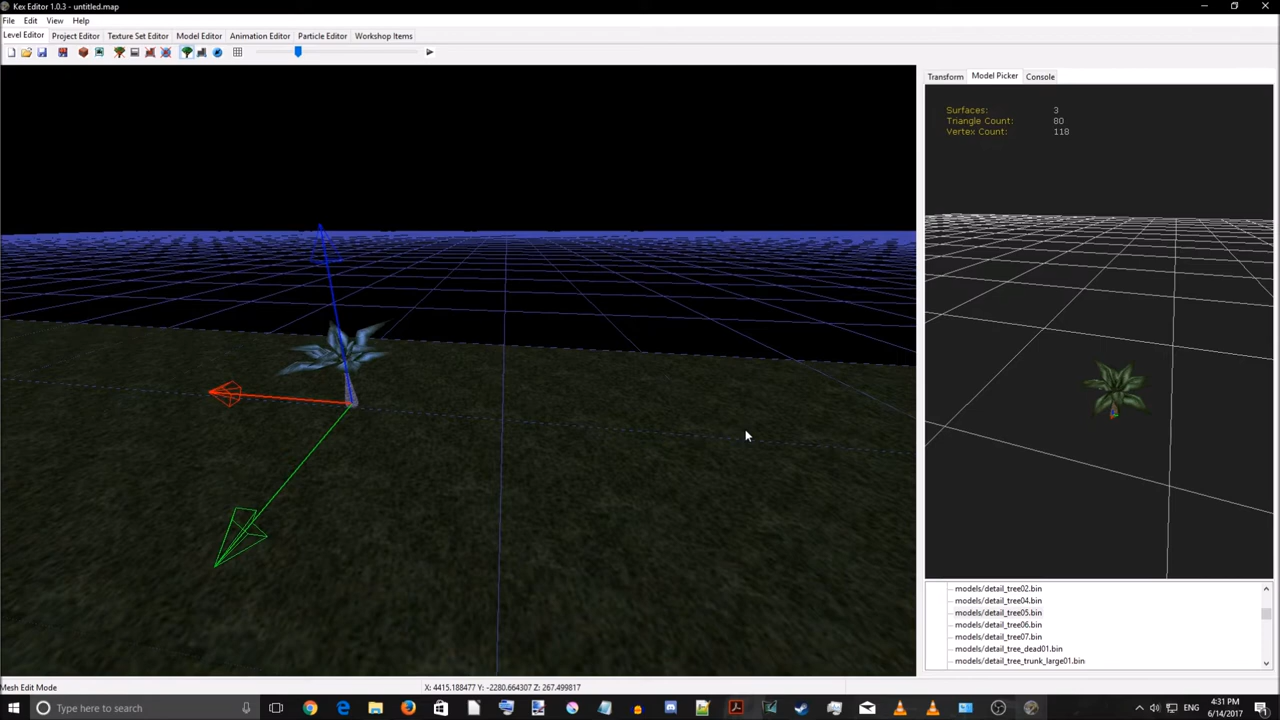 Kex Editor 1.0.3 - untitled.map
File Edit View Help
Level Editor Project Editor Texture Set Editor Model Editor Animation Editor Particle Editor Workshop Items
Transform Model Picker Console
Surfaces: 3
Triangle Count: 80
Vertex Count: 118
models/detail_tree02.bin
models/detail_tree04.bin
models/detail_tree05.bin
models/detail_tree06.bin
models/detail_tree07.bin
models/detail_tree_dead01.bin
models/detail_tree_trunk_large01.bin
Mesh Edit Mode X: 4415.188477 Y: -2280.664307 Z: 267.499817
Type here to search
ENG
4:31 PM
6/14/2017